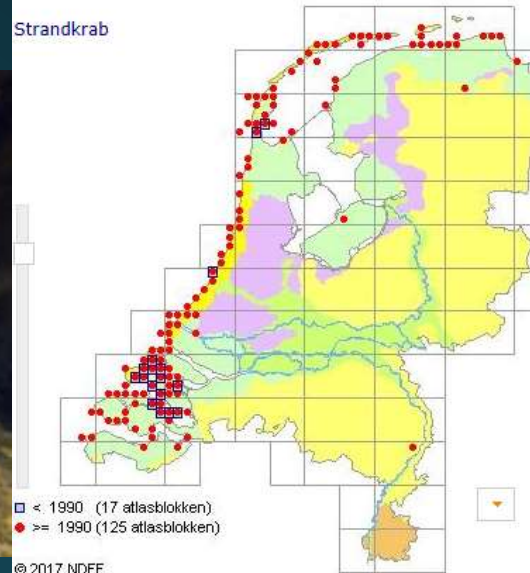 Strandkrab
< 1990 (17 atlasblokken)
>= 1990 (125 atlasblokken)
© 2017 NDFF